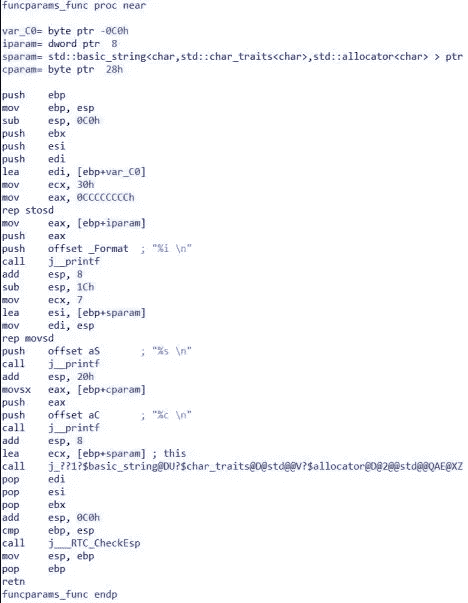 funcparams_func proc near
var_C0= byte ptr -0C0h
iparam= dword ptr  8
sparam= std::basic_string<char,std::char_traits<char>,std::allocator<char> > ptr
cparam= byte ptr  28h
push    ebp
mov     ebp, esp
sub     esp, 0C0h
push    ebx
push    esi
push    edi
lea     edi, [ebp+var_C0]
mov     ecx, 30h
mov     eax, 0CCCCCCCCh
rep stosd
mov     eax, [ebp+iparam]
push    eax
push    offset _Format  ; "%i \n"
call    j__printf
add     esp, 8
sub     esp, 1Ch
mov     ecx, 7
lea     esi, [ebp+sparam]
mov     edi, esp
rep movsd
push    offset aS       ; "%s \n"
call    j__printf
add     esp, 20h
movsx   eax, [ebp+cparam]
push    eax
push    offset aC       ; "%c \n"
call    j__printf
add     esp, 8
lea     ecx, [ebp+sparam] ; this
call    j_??1?$basic_string@DU?$char_traits@D@std@@V?$allocator@D@2@@std@@QAE@XZ
pop     edi
pop     esi
pop     ebx
add     esp, 0C0h
cmp     ebp, esp
call    j___RTC_CheckEsp
mov     esp, ebp
pop     ebp
retn
funcparams_func endp